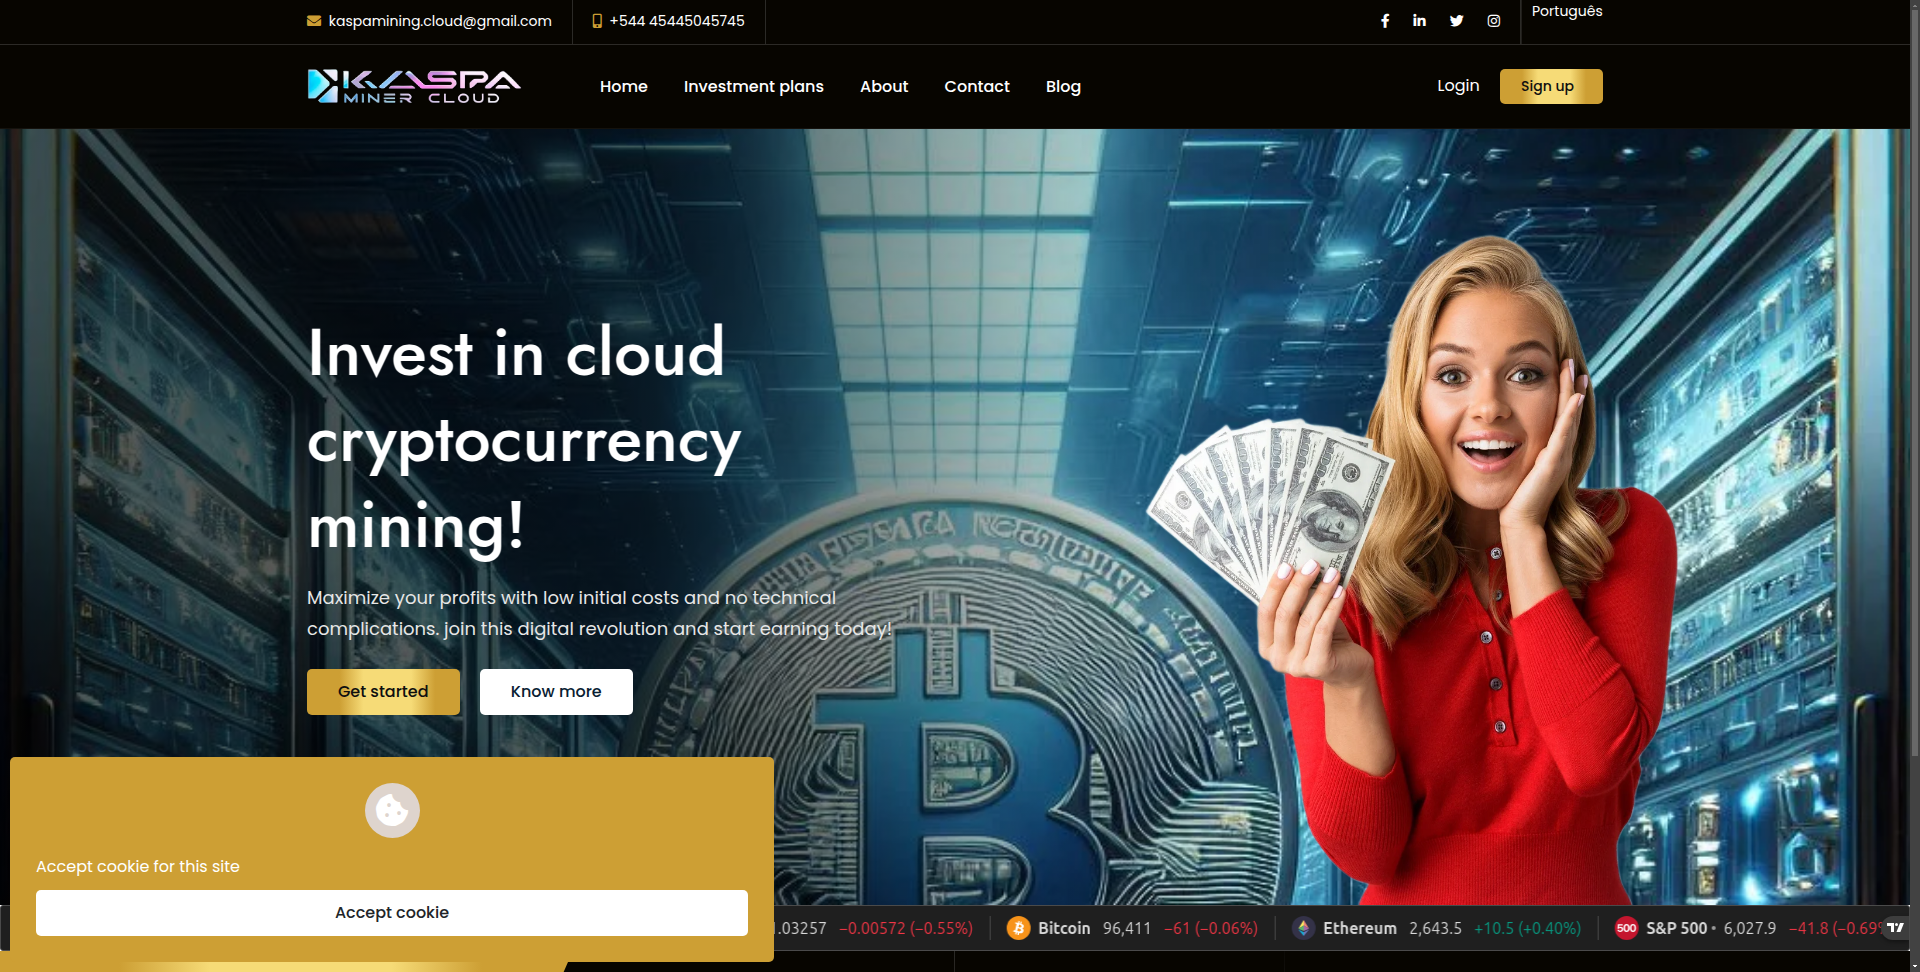 kaspamining.cloud@gmail.com
+544 45445045745
Português
KASPA
MINER CLOUD
Home
Investment plans
About
Contact
Blog
Login
Sign up
Invest in cloud
cryptocurrency
mining!
Maximize your profits with low initial costs and no technical
complications. join this digital revolution and start earning today!
Get started
Know more
Accept cookie for this site
Accept cookie
.03257 −0.00572 (−0.55%)
Bitcoin 96,411 −61 (−0.06%)
Ethereum 2,643.5 +10.5 (+0.40%)
500 S&P 500 • 6,027.9 −41.8 (−0.69